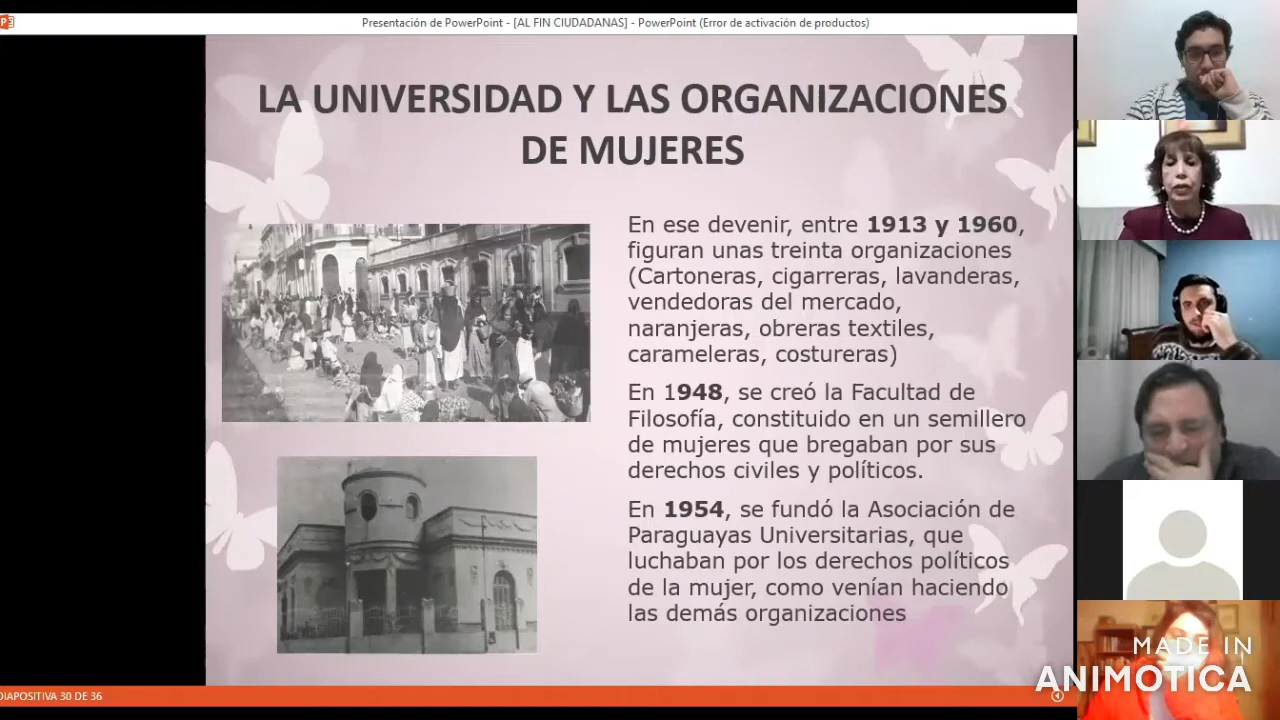 Presentación de PowerPoint - [AL FIN CIUDADANAS] - PowerPoint (Error de activación de productos)
LA UNIVERSIDAD Y LAS ORGANIZACIONES
DE MUJERES
En ese devenir, entre 1913 y 1960,
figuran unas treinta organizaciones
(Cartoneras, cigarreras, lavanderas,
vendedoras del mercado,
naranjeras, obreras textiles,
carameleras, costureras)
En 1948, se creó la Facultad de
Filosofía, constituido en un semillero
de mujeres que bregaban por sus
derechos civiles y políticos.
En 1954, se fundó la Asociación de
Paraguayas Universitarias, que
luchaban por los derechos políticos
de la mujer, como venían haciendo
las demás organizaciones
DIAPOSITIVA 30 DE 36
MADE IN
ANIMOTICA